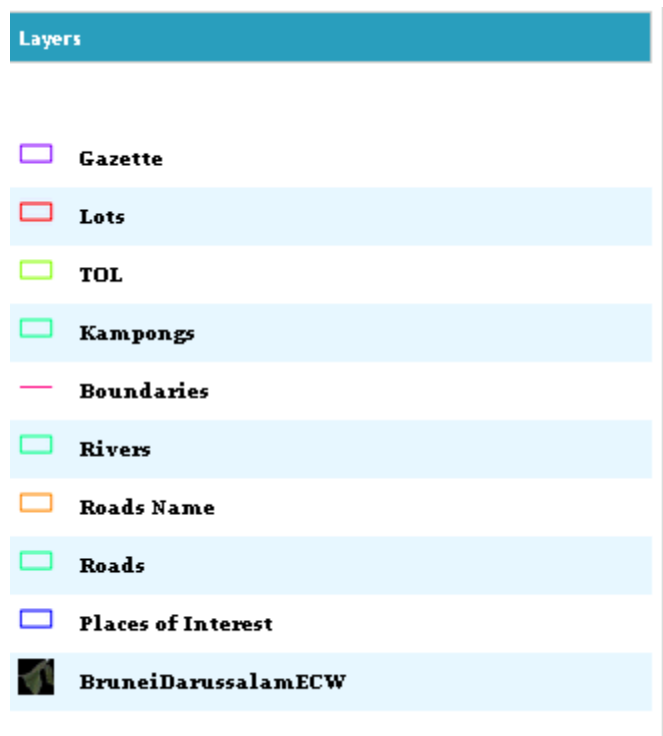 Layers
Gazette
Lots
TOL
Kampongs
Boundaries
Rivers
Roads Name
Roads
Places of Interest
BruneiDarussalamECW